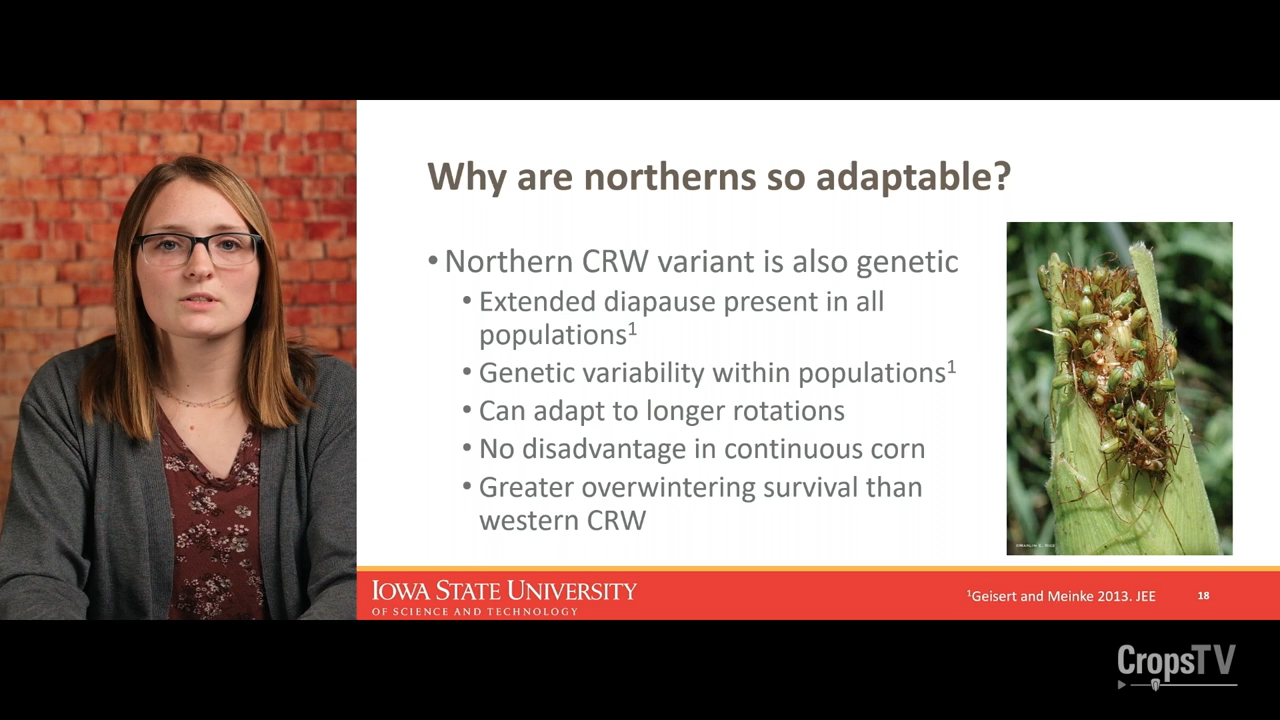 Why are northerns so adaptable?
• Northern CRW variant is also genetic
• Extended diapause present in all
populations¹
• Genetic variability within populations¹
• Can adapt to longer rotations
• No disadvantage in continuous corn
• Greater overwintering survival than
western CRW
IOWA STATE UNIVERSITY
OF SCIENCE AND TECHNOLOGY
¹Geisert and Meinke 2013. JEE
18
CropsTV